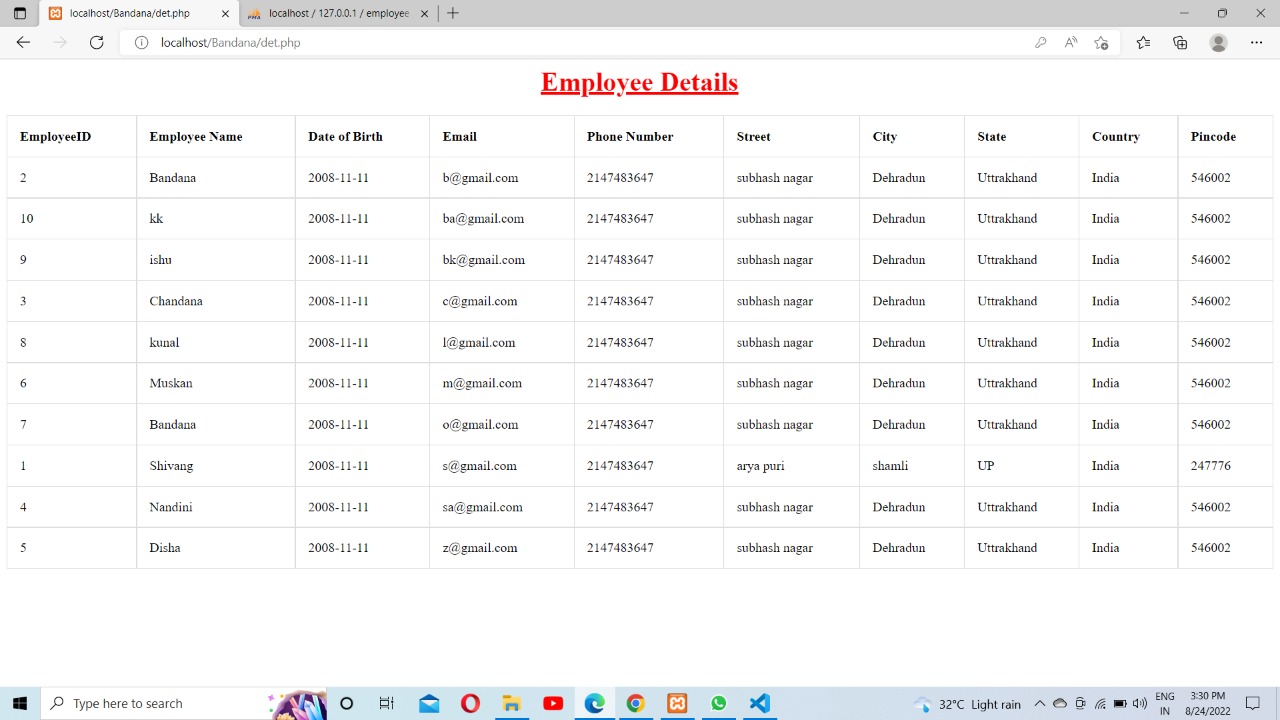 localhost/Bandana/det.php
localhost / 127.0.0.1 / employee
localhost/Bandana/det.php
Employee Details
EmployeeID Employee Name Date of Birth Email Phone Number Street City State Country Pincode
2 Bandana 2008-11-11 b@gmail.com 2147483647 subhash nagar Dehradun Uttrakhand India 546002
10 kk 2008-11-11 ba@gmail.com 2147483647 subhash nagar Dehradun Uttrakhand India 546002
9 ishu 2008-11-11 bk@gmail.com 2147483647 subhash nagar Dehradun Uttrakhand India 546002
3 Chandana 2008-11-11 c@gmail.com 2147483647 subhash nagar Dehradun Uttrakhand India 546002
8 kunal 2008-11-11 l@gmail.com 2147483647 subhash nagar Dehradun Uttrakhand India 546002
6 Muskan 2008-11-11 m@gmail.com 2147483647 subhash nagar Dehradun Uttrakhand India 546002
7 Bandana 2008-11-11 o@gmail.com 2147483647 subhash nagar Dehradun Uttrakhand India 546002
1 Shivang 2008-11-11 s@gmail.com 2147483647 arya puri shamli UP India 247776
4 Nandini 2008-11-11 sa@gmail.com 2147483647 subhash nagar Dehradun Uttrakhand India 546002
5 Disha 2008-11-11 z@gmail.com 2147483647 subhash nagar Dehradun Uttrakhand India 546002
Type here to search
32°C Light rain
ENG
IN
3:30 PM
8/24/2022